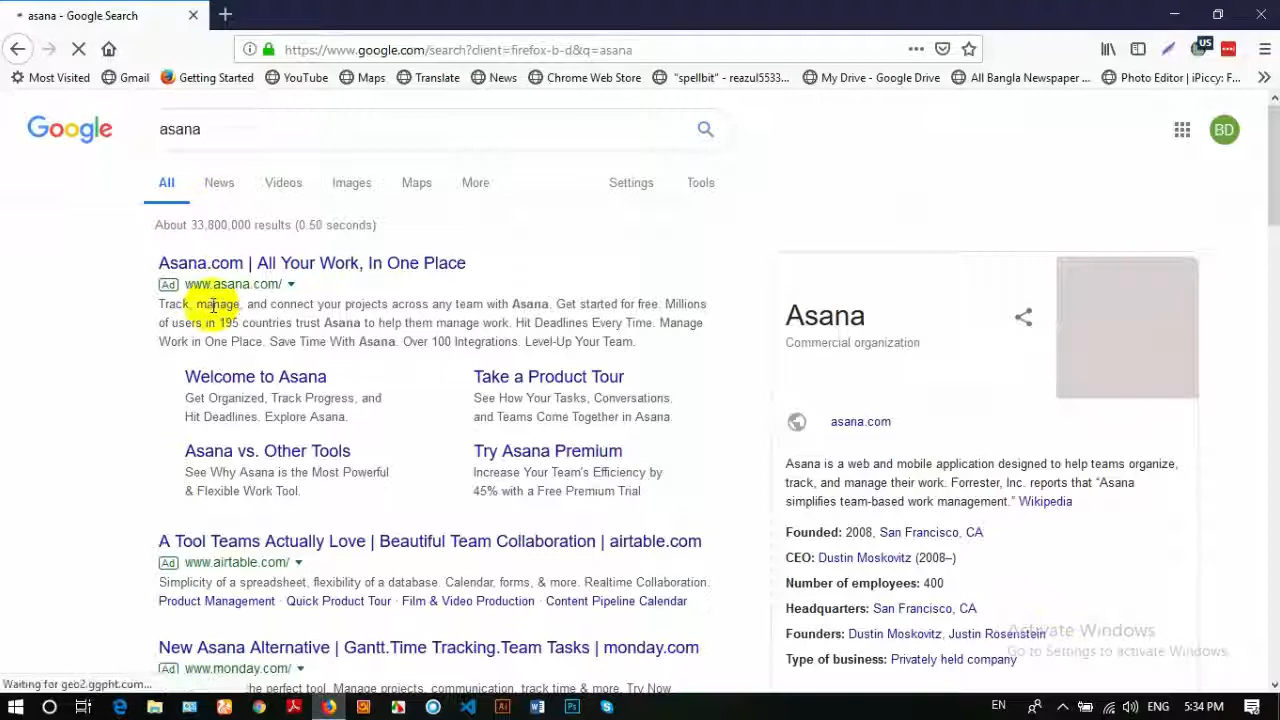 asana - Google Search
https://www.google.com/search?client=firefox-b-d&q=asana
US
Most Visited
Gmail
Getting Started
YouTube
Maps
Translate
News
Chrome Web Store
"spellbit" - reazul5533...
My Drive - Google Drive
All Bangla Newspaper ...
Photo Editor | iPiccy: F...
Google
asana
BD
All
News
Videos
Images
Maps
More
Settings
Tools
About 33,800,000 results (0.50 seconds)
Asana.com | All Your Work, In One Place
Ad www.asana.com/
Track, manage, and connect your projects across any team with Asana. Get started for free. Millions
of users in 195 countries trust Asana to help them manage work. Hit Deadlines Every Time. Manage
Work in One Place. Save Time With Asana. Over 100 Integrations. Level-Up Your Team.
Welcome to Asana
Get Organized, Track Progress, and
Hit Deadlines. Explore Asana.
Take a Product Tour
See How Your Tasks, Conversations,
and Teams Come Together in Asana.
Asana vs. Other Tools
See Why Asana is the Most Powerful
& Flexible Work Tool.
Try Asana Premium
Increase Your Team's Efficiency by
45% with a Free Premium Trial
A Tool Teams Actually Love | Beautiful Team Collaboration | airtable.com
Ad www.airtable.com/
Simplicity of a spreadsheet, flexibility of a database. Calendar, forms, & more. Realtime Collaboration.
Product Management · Quick Product Tour · Film & Video Production · Content Pipeline Calendar
New Asana Alternative | Gantt.Time Tracking.Team Tasks | monday.com
Ad www.monday.com/
the perfect tool. Manage projects, communication, track time & more. Try Now
Asana
Commercial organization
asana.com
Asana is a web and mobile application designed to help teams organize,
track, and manage their work. Forrester, Inc. reports that “Asana
simplifies team-based work management.” Wikipedia
Founded: 2008, San Francisco, CA
CEO: Dustin Moskovitz (2008–)
Number of employees: 400
Headquarters: San Francisco, CA
Founders: Dustin Moskovitz, Justin Rosenstein
Type of business: Privately held company
Activate Windows
Go to Settings to activate Windows.
Waiting for geo2.ggpht.com...
EN
5:34 PM